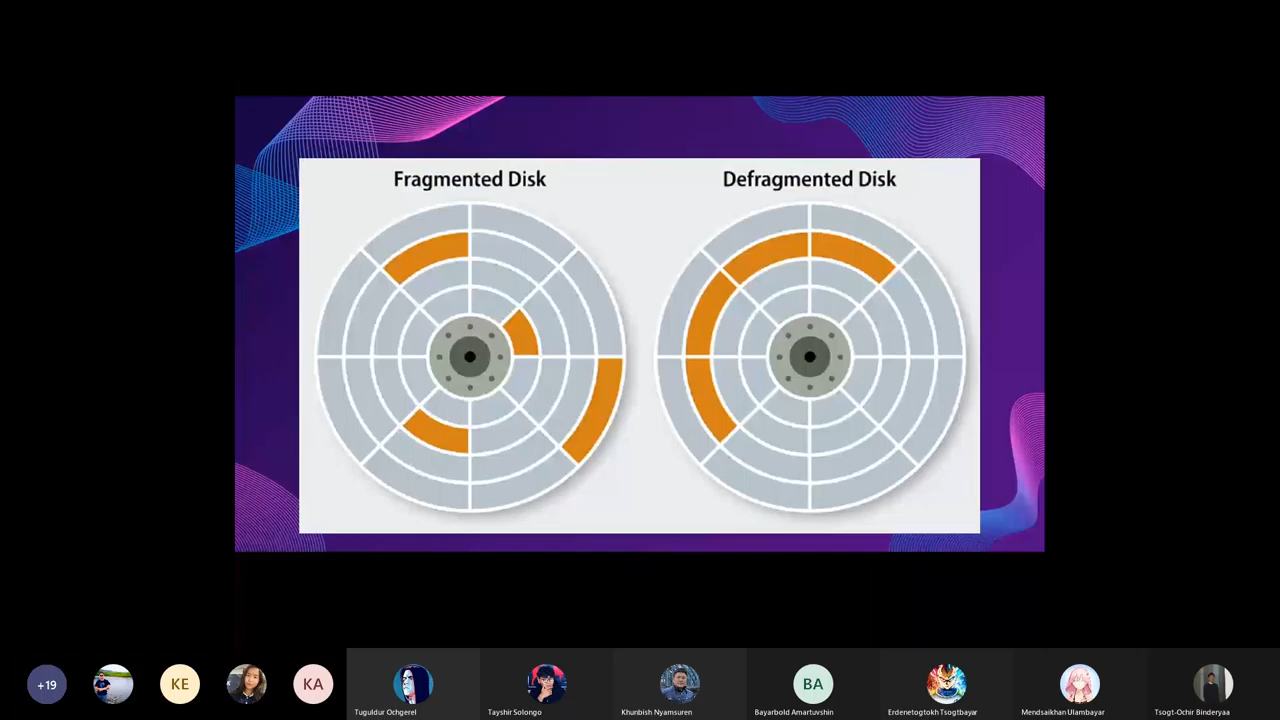 Fragmented Disk
Defragmented Disk
+19
KE
KA
BA
Tuguldur Ochgerel
Tayshir Solongo
Khunbish Nyamsuren
Bayarbold Amartuvshin
Erdenetogtokh Tsogtbayar
Mendsaikhan Ulambayar
Tsogt-Ochir Binderyaa